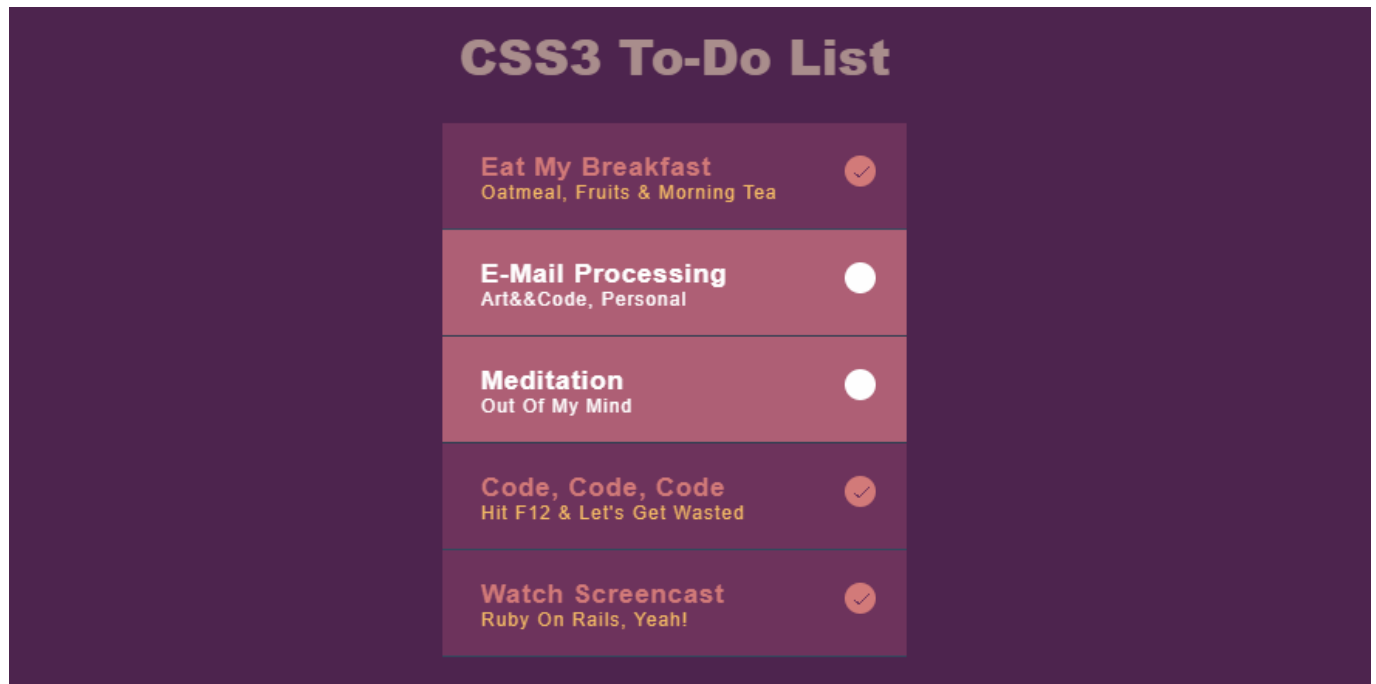 CSS3 To-Do List
Eat My Breakfast
Oatmeal, Fruits & Morning Tea
E-Mail Processing
Art&&Code, Personal
Meditation
Out Of My Mind
Code, Code, Code
Hit F12 & Let's Get Wasted
Watch Screencast
Ruby On Rails, Yeah!